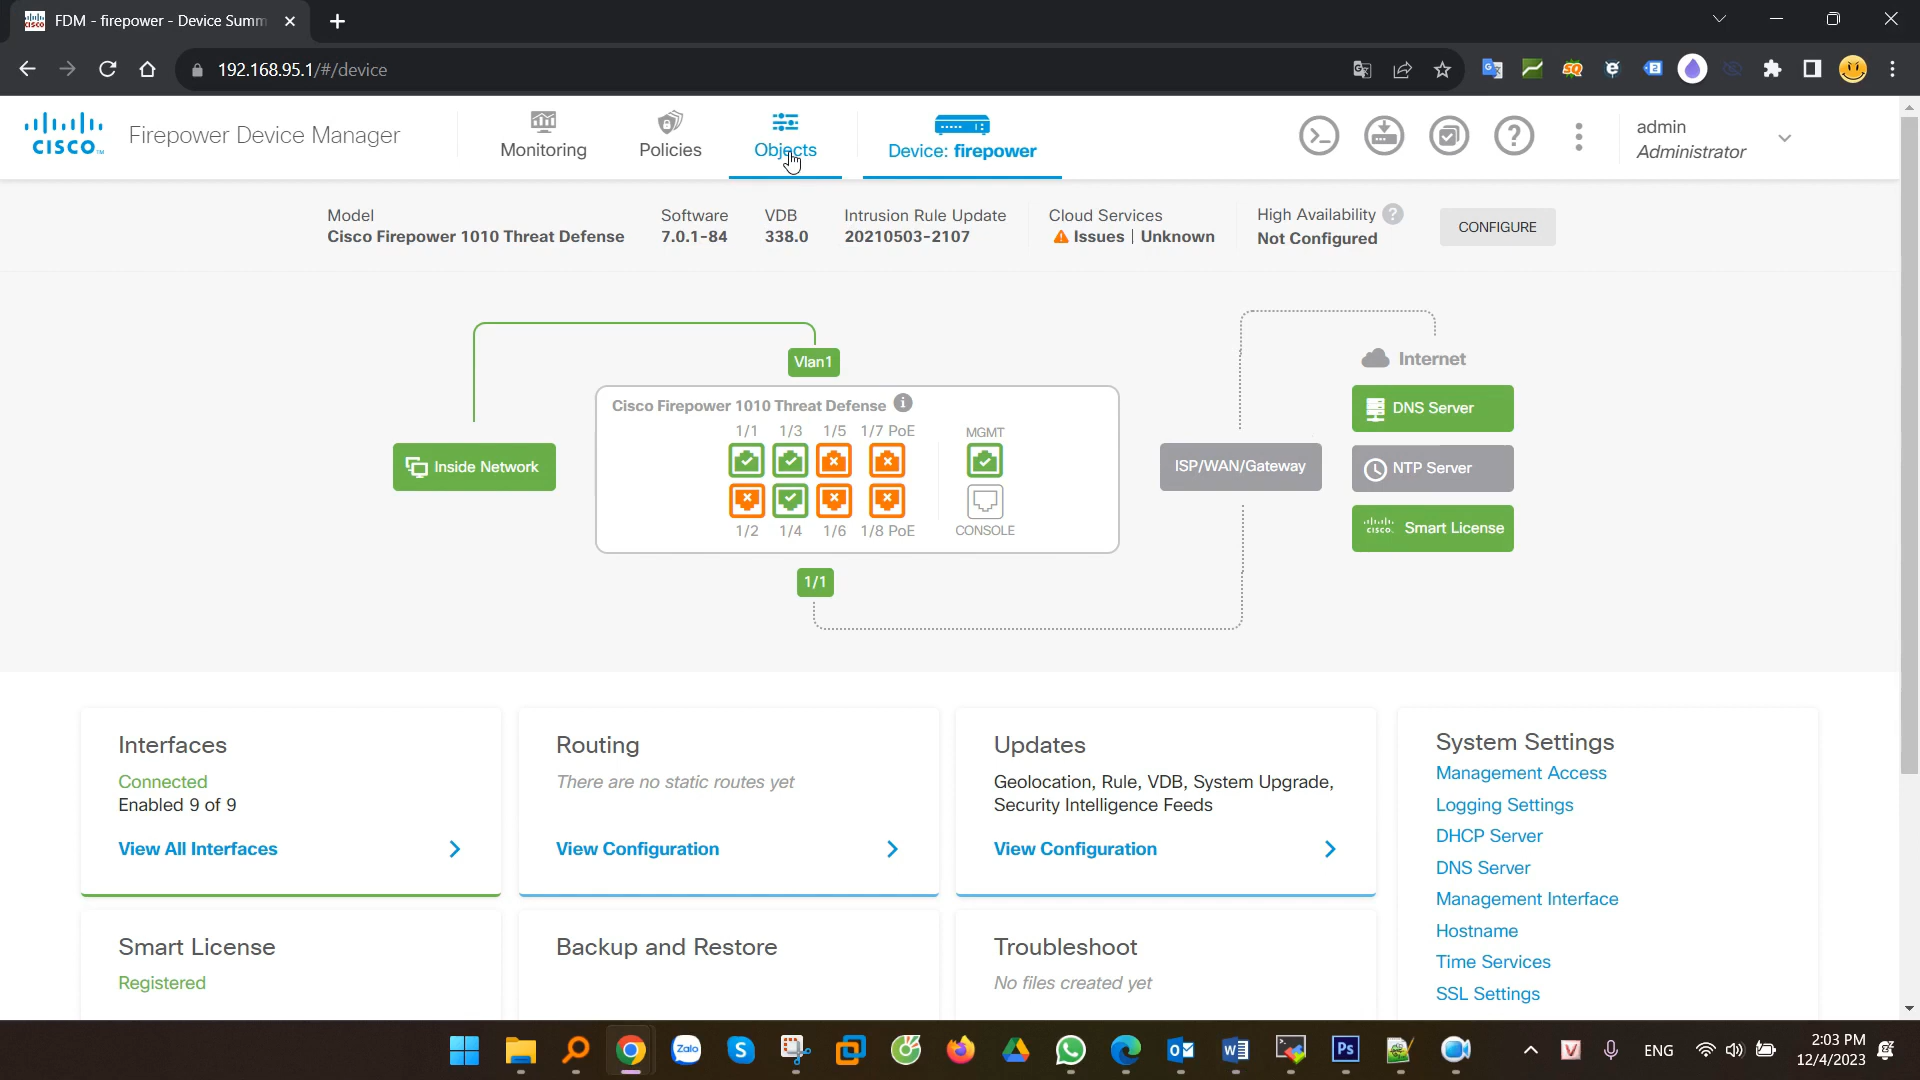 FDM - firepower - Device Summ
192.168.95.1/#/device
CISCO
Firepower Device Manager
Monitoring
Policies
Objects
Device: firepower
admin
Administrator
Model
Cisco Firepower 1010 Threat Defense
Software
7.0.1-84
VDB
338.0
Intrusion Rule Update
20210503-2107
Cloud Services
Issues | Unknown
High Availability ?
Not Configured
CONFIGURE
Vlan1
Internet
Cisco Firepower 1010 Threat Defense i
1/1 1/3 1/5 1/7 PoE
MGMT
1/2 1/4 1/6 1/8 PoE
CONSOLE
Inside Network
ISP/WAN/Gateway
DNS Server
NTP Server
CISCO. Smart License
1/1
Interfaces
Connected
Enabled 9 of 9
View All Interfaces
Routing
There are no static routes yet
View Configuration
Updates
Geolocation, Rule, VDB, System Upgrade,
Security Intelligence Feeds
View Configuration
System Settings
Management Access
Logging Settings
DHCP Server
DNS Server
Management Interface
Hostname
Time Services
SSL Settings
Smart License
Registered
Backup and Restore
Troubleshoot
No files created yet
Zalo
Ps
ENG
2:03 PM
12/4/2023